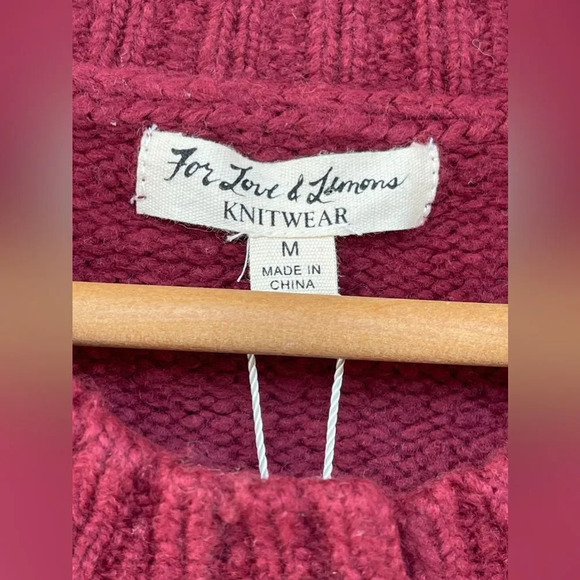 For Love & Lemons
KNITWEAR
M
MADE IN
CHINA